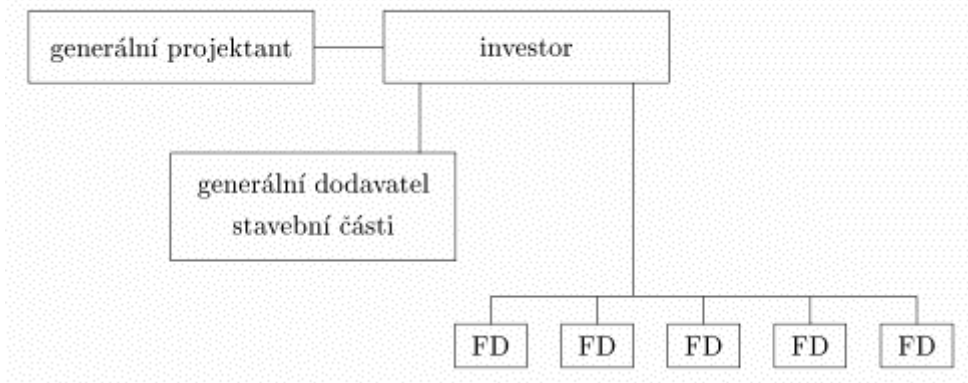 generální projektant
investor
generální dodavatel
stavební části
FD
FD
FD
FD
FD